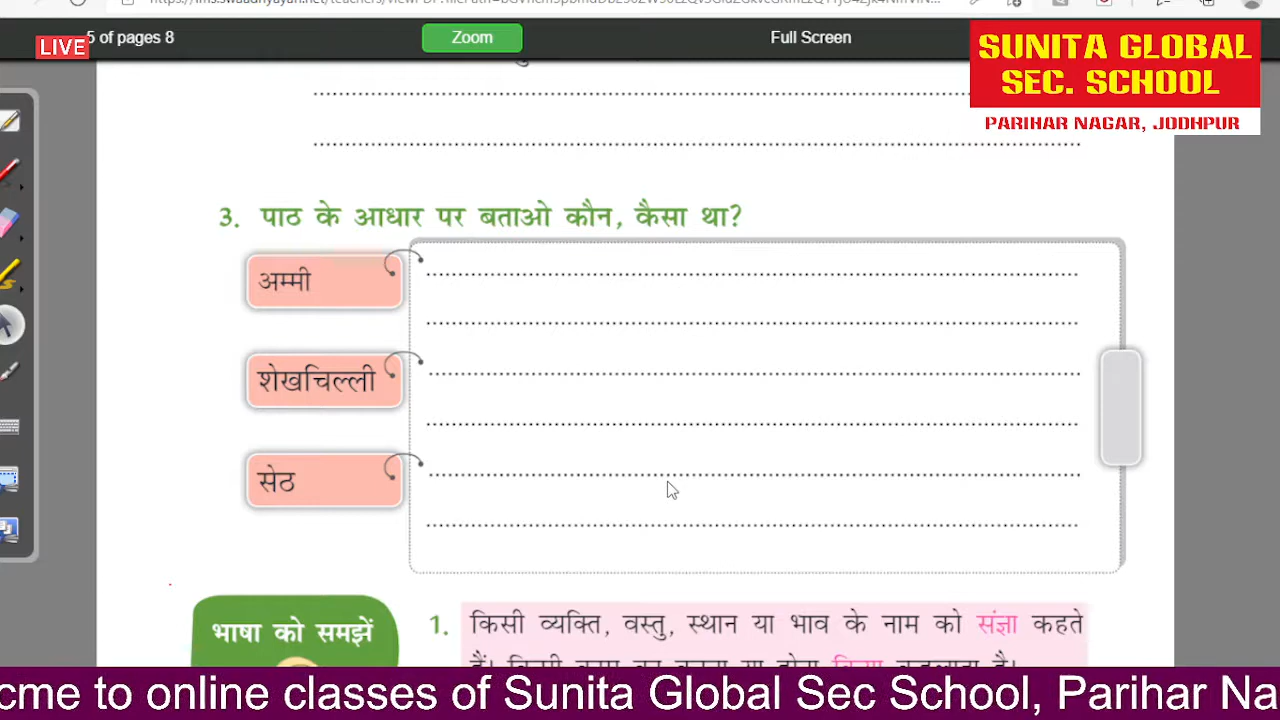 LIVE
5 of pages 8
Zoom
Full Screen
SUNITA GLOBAL
SEC. SCHOOL
PARIHAR NAGAR, JODHPUR
3. पाठ के आधार पर बताओ कौन, कैसा था?
अम्मी
शेखचिल्ली
सेठ
भाषा को समझें
1. किसी व्यक्ति, वस्तु, स्थान या भाव के नाम को संज्ञा कहते
cme to online classes of Sunita Global Sec School, Parihar Na